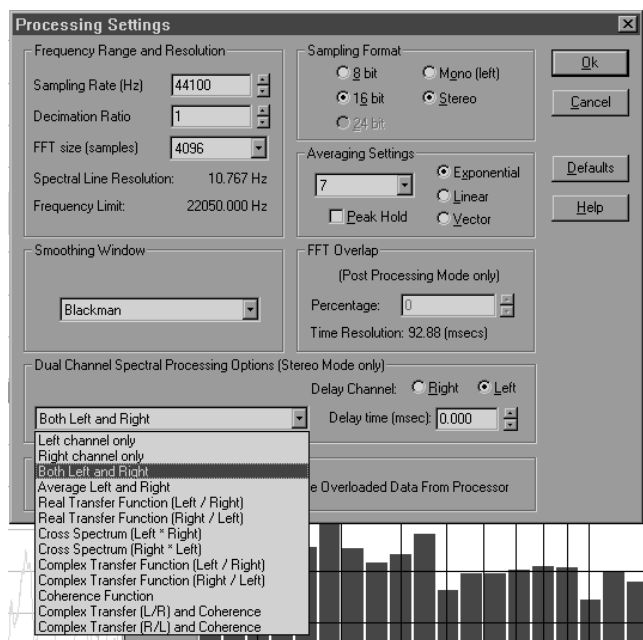 Processing Settings
Frequency Range and Resolution
Sampling Rate (Hz) 44100
Decimation Ratio 1
FFT size (samples) 4096
Spectral Line Resolution: 10.767 Hz
Frequency Limit: 22050.000 Hz
Sampling Format
8 bit Mono (left)
16 bit Stereo
24 bit
Ok
Cancel
Defaults
Help
Averaging Settings
7
Exponential
Linear
Peak Hold Vector
Smoothing Window
Blackman
FFT Overlap
(Post Processing Mode only)
Percentage: 0
Time Resolution: 92.88 (msecs)
Dual Channel Spectral Processing Options (Stereo Mode only)
Delay Channel: Right Left
Both Left and Right Delay time (msec): 0.000
Left channel only
Right channel only
Both Left and Right
Average Left and Right
Real Transfer Function (Left / Right)
Real Transfer Function (Right / Left)
Cross Spectrum (Left * Right)
Cross Spectrum (Right * Left)
Complex Transfer Function (Left / Right)
Complex Transfer Function (Right / Left)
Coherence Function
Complex Transfer (L/R) and Coherence
Complex Transfer (R/L) and Coherence
Overloaded Data From Processor